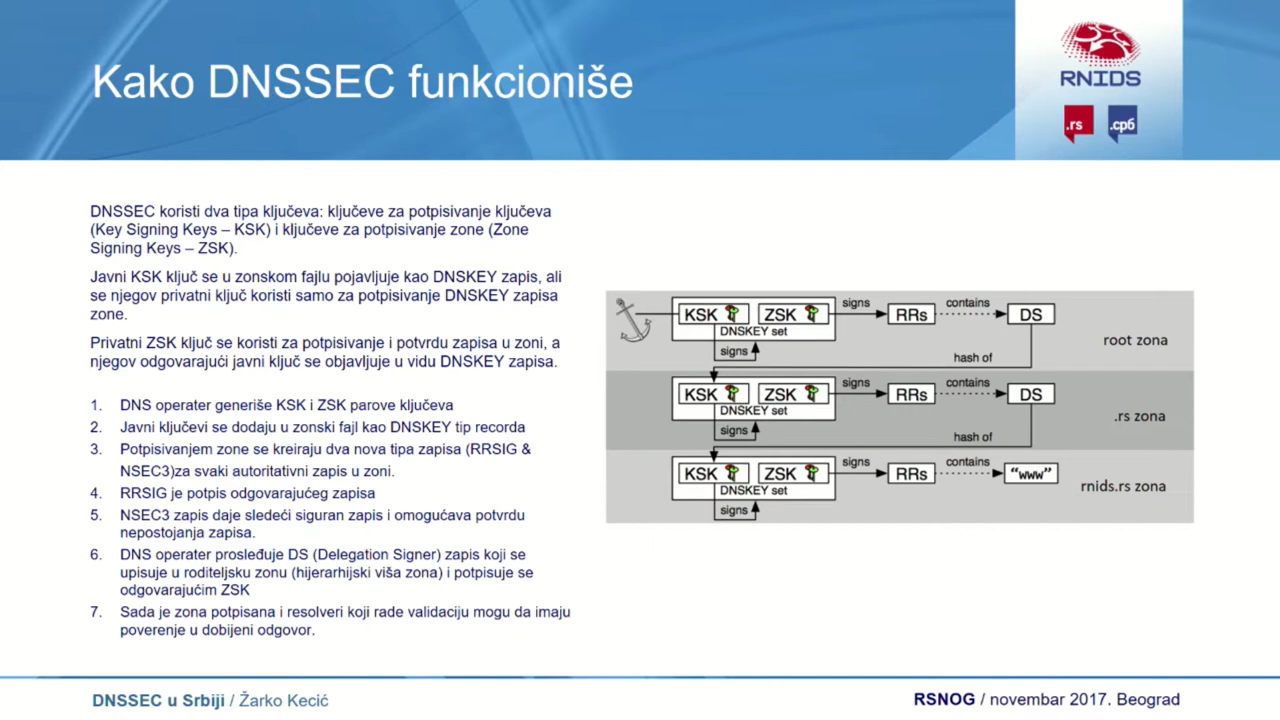 Kako DNSSEC funkcioniše
RNIDS
.rs
.срб
DNSSEC koristi dva tipa ključeva: ključeve za potpisivanje ključeva
(Key Signing Keys – KSK) i ključeve za potpisivanje zone (Zone
Signing Keys – ZSK).
Javni KSK ključ se u zonskom fajlu pojavljuje kao DNSKEY zapis, ali
se njegov privatni ključ koristi samo za potpisivanje DNSKEY zapisa
zone.
Privatni ZSK ključ se koristi za potpisivanje i potvrdu zapisa u zoni, a
njegov odgovarajući javni ključ se objavljuje u vidu DNSKEY zapisa.
1. DNS operater generiše KSK i ZSK parove ključeva
2. Javni ključevi se dodaju u zonski fajl kao DNSKEY tip recorda
3. Potpisivanjem zone se kreiraju dva nova tipa zapisa (RRSIG &
NSEC3)za svaki autoritativni zapis u zoni.
4. RRSIG je potpis odgovarajućeg zapisa
5. NSEC3 zapis daje sledeći siguran zapis i omogućava potvrdu
nepostojanja zapisa.
6. DNS operater prosleđuje DS (Delegation Signer) zapis koji se
upisuje u roditeljsku zonu (hijerarhijski viša zona) i potpisuje se
odgovarajućim ZSK
7. Sada je zona potpisana i resolveri koji rade validaciju mogu da imaju
poverenje u dobijeni odgovor.
KSK ZSK signs RRs contains DS
DNSKEY set
signs
hash of
root zona
KSK ZSK signs RRs contains DS
DNSKEY set
signs
hash of
.rs zona
KSK ZSK signs RRs contains "www"
DNSKEY set
signs
rnids.rs zona
DNSSEC u Srbiji / Žarko Kecić
RSNOG / novembar 2017. Beograd